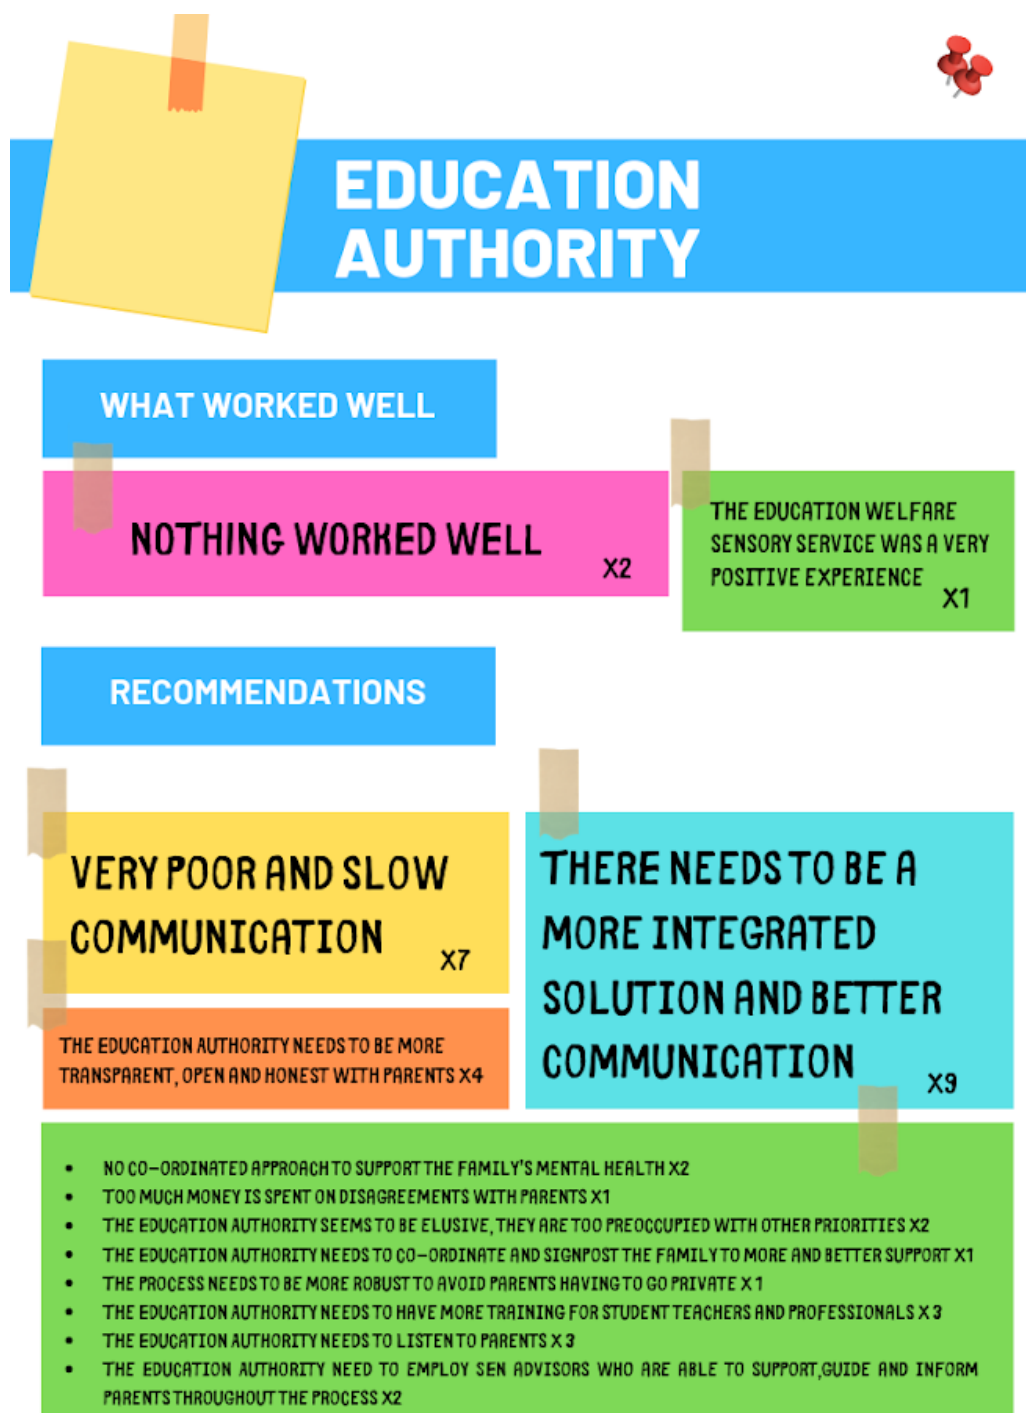 EDUCATION
AUTHORITY
WHAT WORKED WELL
NOTHING WORKED WELL
X2
THE EDUCATION WELFARE
SENSORY SERVICE WAS A VERY
POSITIVE EXPERIENCE
X1
RECOMMENDATIONS
VERY POOR AND SLOW
COMMUNICATION
X7
THE EDUCATION AUTHORITY NEEDS TO BE MORE
TRANSPARENT, OPEN AND HONEST WITH PARENTS X4
THERE NEEDS TO BE A
MORE INTEGRATED
SOLUTION AND BETTER
COMMUNICATION
X9
• NO CO-ORDINATED APPROACH TO SUPPORT THE FAMILY'S MENTAL HEALTH X2
• TOO MUCH MONEY IS SPENT ON DISAGREEMENTS WITH PARENTS X1
• THE EDUCATION AUTHORITY SEEMS TO BE ELUSIVE, THEY ARE TOO PREOCCUPIED WITH OTHER PRIORITIES X2
• THE EDUCATION AUTHORITY NEEDS TO CO-ORDINATE AND SIGNPOST THE FAMILY TO MORE AND BETTER SUPPORT X1
• THE PROCESS NEEDS TO BE MORE ROBUST TO AVOID PARENTS HAVING TO GO PRIVATE X 1
• THE EDUCATION AUTHORITY NEEDS TO HAVE MORE TRAINING FOR STUDENT TEACHERS AND PROFESSIONALS X 3
• THE EDUCATION AUTHORITY NEEDS TO LISTEN TO PARENTS X 3
• THE EDUCATION AUTHORITY NEED TO EMPLOY SEN ADVISORS WHO ARE ABLE TO SUPPORT,GUIDE AND INFORM
PARENTS THROUGHOUT THE PROCESS X2